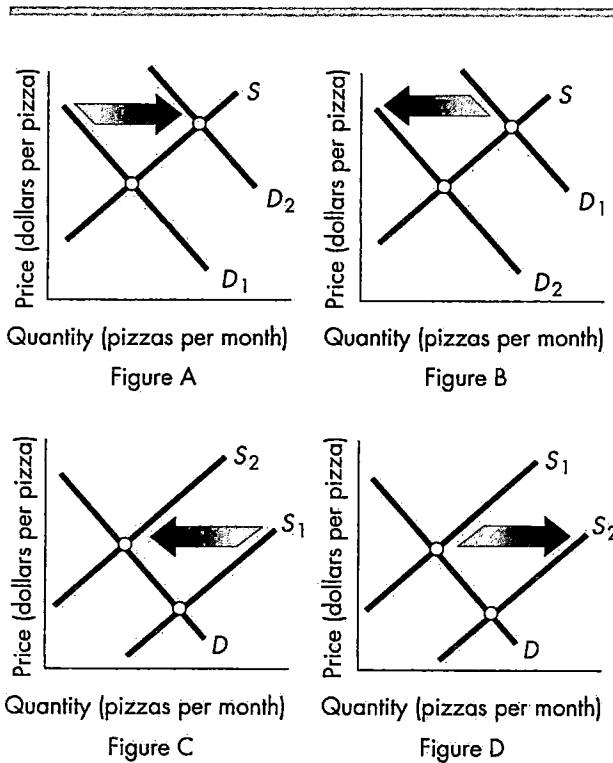 Price (dollars per pizza)
S
D2
D1
Quantity (pizzas per month)
Figure A
Price (dollars per pizza)
S
D1
D2
Quantity (pizzas per month)
Figure B
Price (dollars per pizza)
S2
S1
D
Quantity (pizzas per month)
Figure C
Price (dollars per pizza)
S1
S2
D
Quantity (pizzas per month)
Figure D